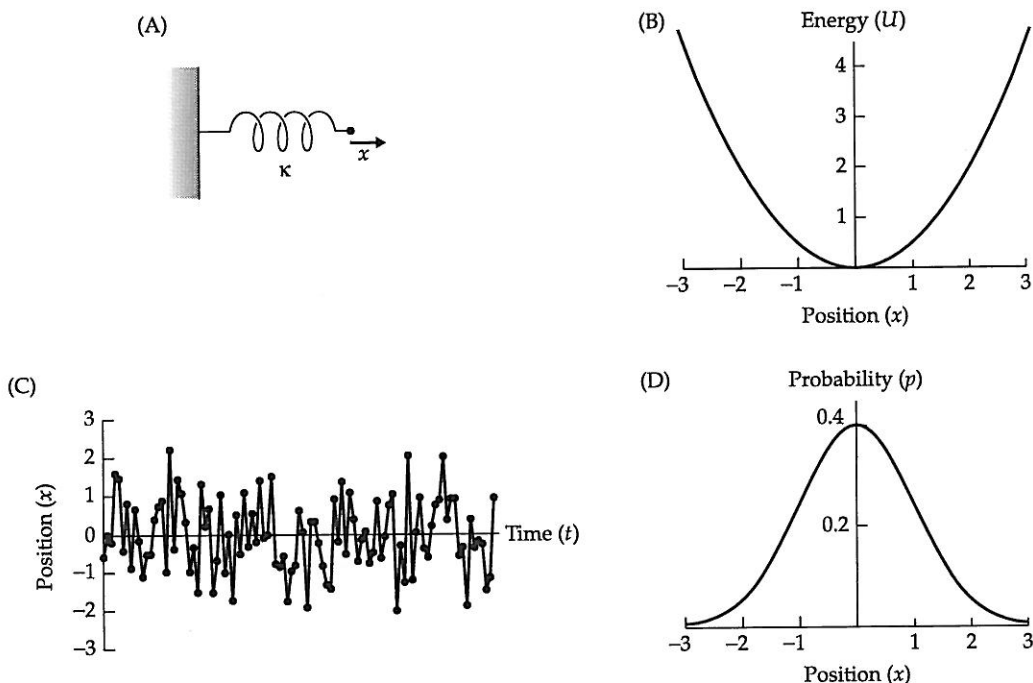 (A)
κ
x
(B)
Energy (U)
4
3
2
1
–3 –2 –1 1 2 3
Position (x)
(C)
Position (x)
3
2
1
0
–1
–2
–3
Time (t)
(D)
Probability (p)
0.4
0.2
–3 –2 –1 1 2 3
Position (x)